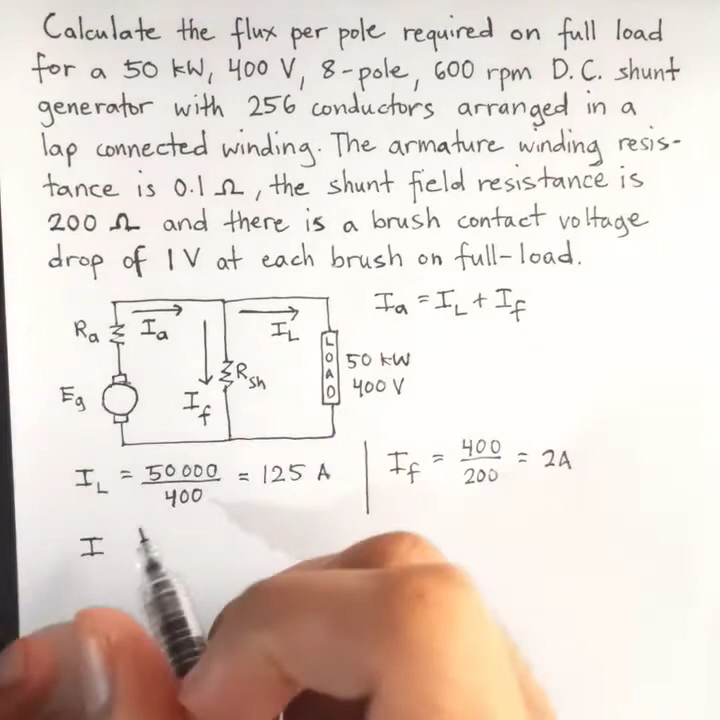 Calculate the flux per pole required on full load
for a 50 kW, 400 V, 8-pole, 600 rpm D.C. shunt
generator with 256 conductors arranged in a
lap connected winding. The armature winding resis-
tance is 0.1 Ω, the shunt field resistance is
200 Ω and there is a brush contact voltage
drop of 1V at each brush on full-load.
Ia = IL + If
Ra Ia IL
Eg If Rsh LOAD 50 kW
400 V
IL = 50000/400 = 125 A | If = 400/200 = 2A
I